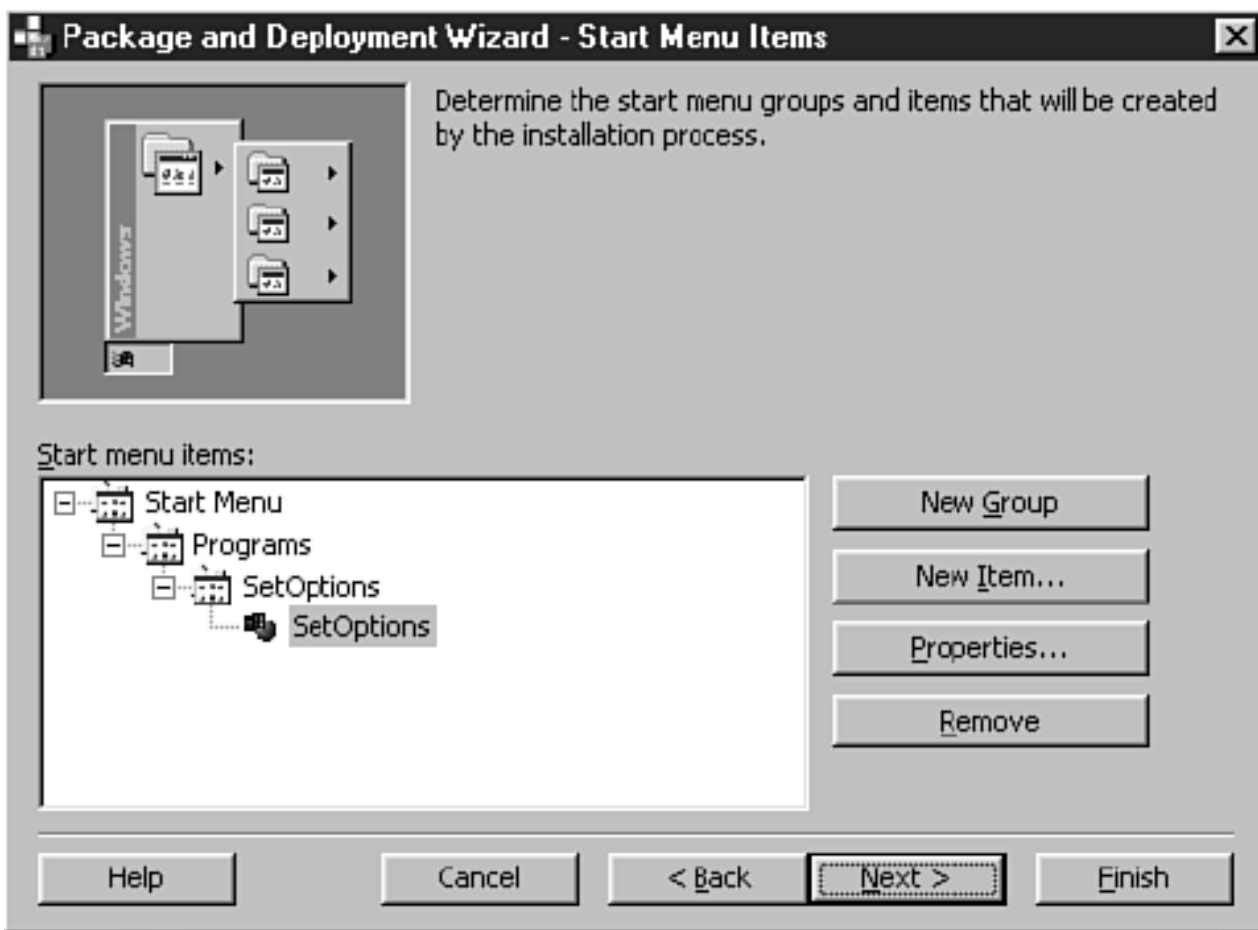 Package and Deployment Wizard - Start Menu Items
Determine the start menu groups and items that will be created
by the installation process.
Windows
Start menu items:
Start Menu
Programs
SetOptions
SetOptions
New Group
New Item...
Properties...
Remove
Help
Cancel
< Back
Next >
Finish